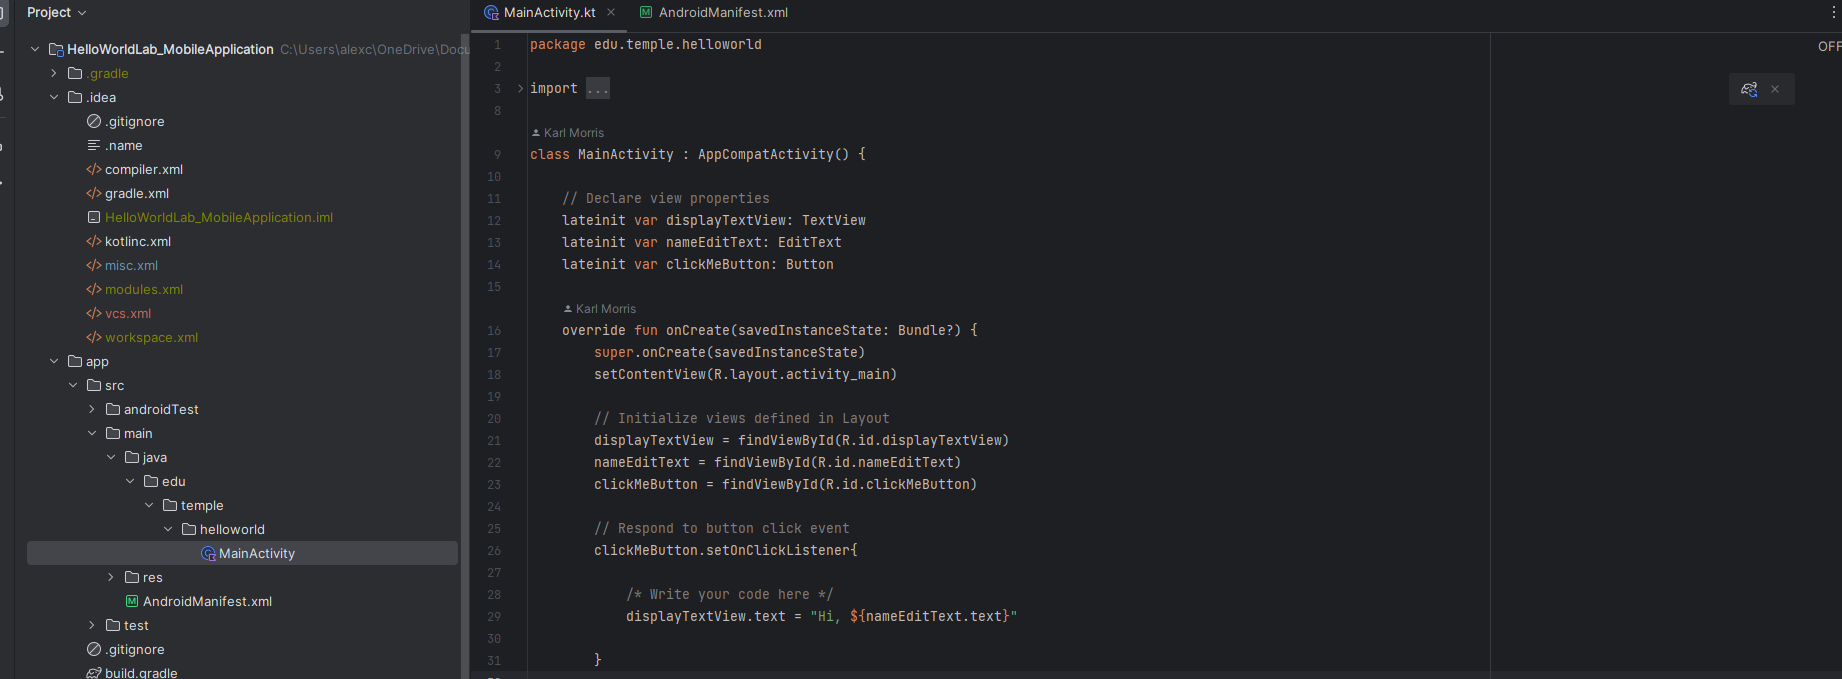 Project
HelloWorldLab_MobileApplication C:\Users\alexc\OneDrive\Docu
.gradle
.idea
.gitignore
.name
compiler.xml
gradle.xml
HelloWorldLab_MobileApplication.iml
kotlinc.xml
misc.xml
modules.xml
vcs.xml
workspace.xml
app
src
androidTest
main
java
edu
temple
helloworld
MainActivity
res
AndroidManifest.xml
test
.gitignore
build.gradle
MainActivity.kt AndroidManifest.xml
OFF
1 package edu.temple.helloworld
2
3 import ...
8
Karl Morris
9 class MainActivity : AppCompatActivity() {
10
11 // Declare view properties
12 lateinit var displayTextView: TextView
13 lateinit var nameEditText: EditText
14 lateinit var clickMeButton: Button
15
Karl Morris
16 override fun onCreate(savedInstanceState: Bundle?) {
17 super.onCreate(savedInstanceState)
18 setContentView(R.layout.activity_main)
19
20 // Initialize views defined in Layout
21 displayTextView = findViewById(R.id.displayTextView)
22 nameEditText = findViewById(R.id.nameEditText)
23 clickMeButton = findViewById(R.id.clickMeButton)
24
25 // Respond to button click event
26 clickMeButton.setOnClickListener{
27
28 /* Write your code here */
29 displayTextView.text = "Hi, ${nameEditText.text}"
30
31 }